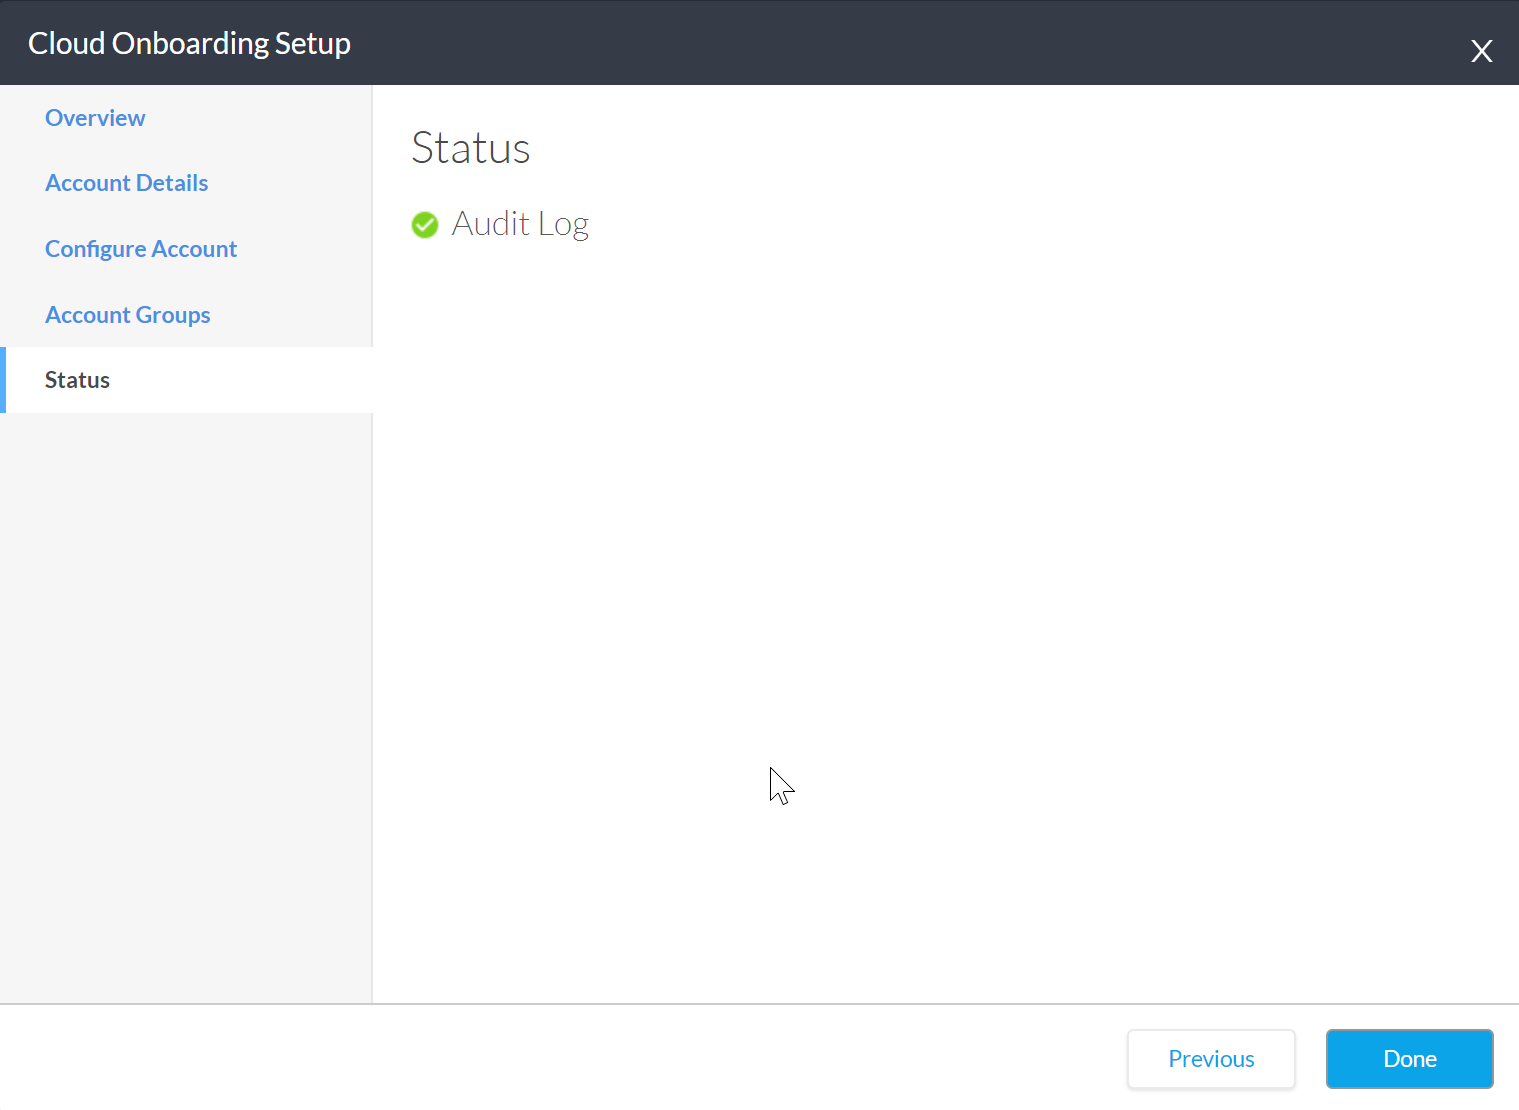 Cloud Onboarding Setup
X
Overview
Account Details
Configure Account
Account Groups
Status
Status
Audit Log
Previous
Done